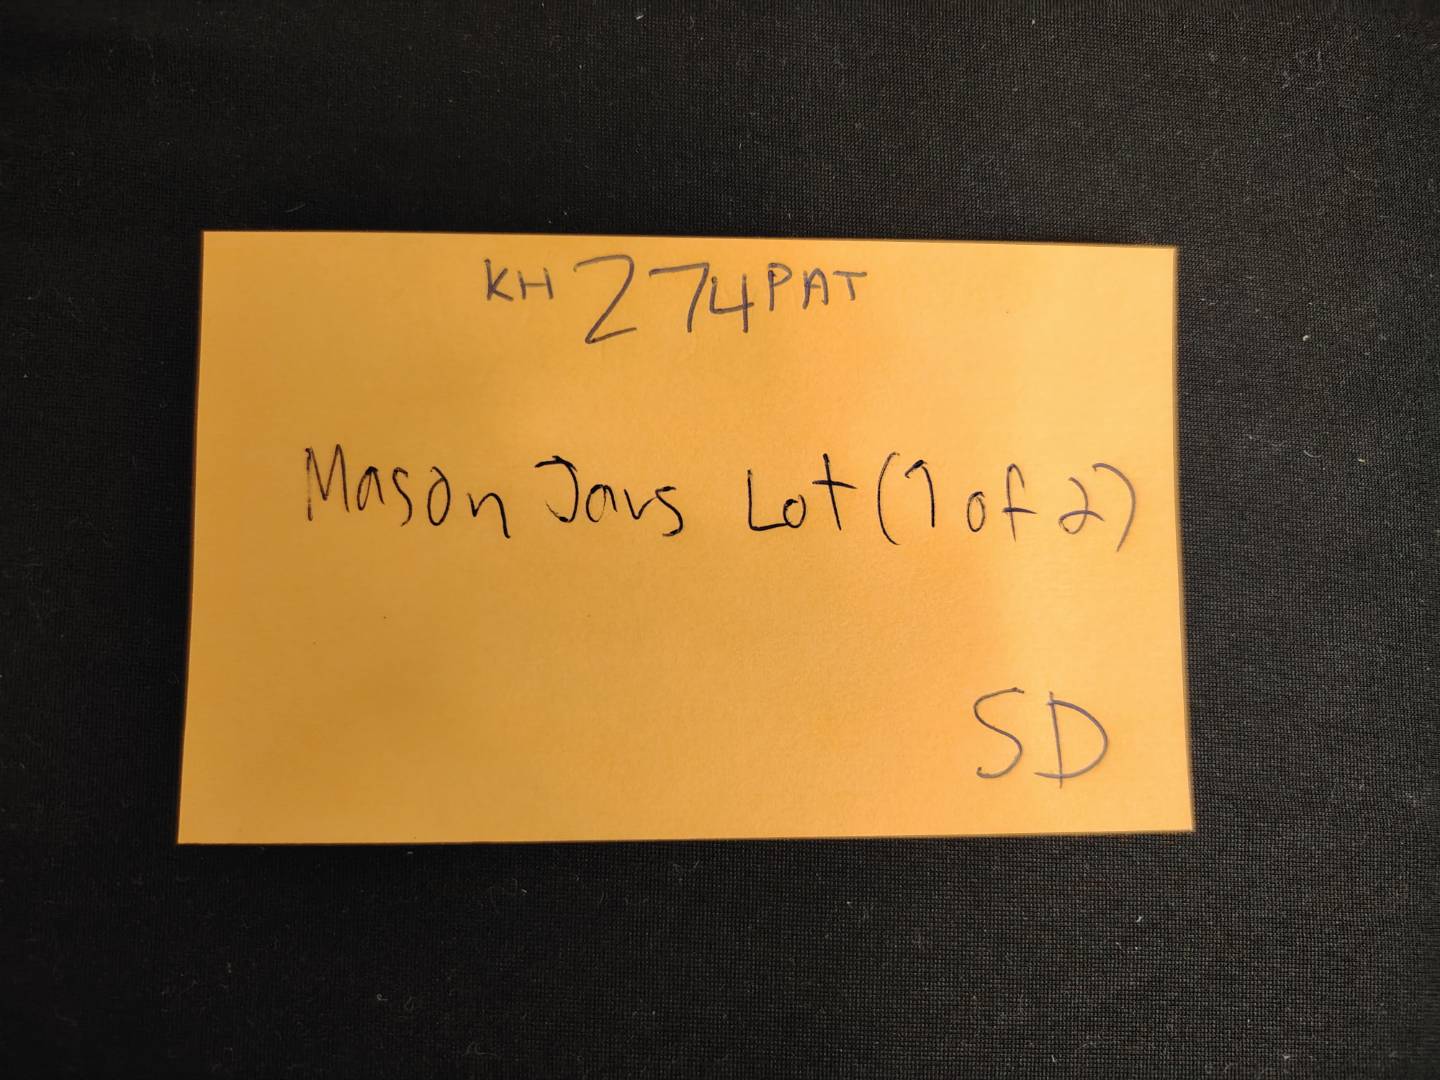 KH 274 PAT
Mason Jars Lot (1 of 2)
SD